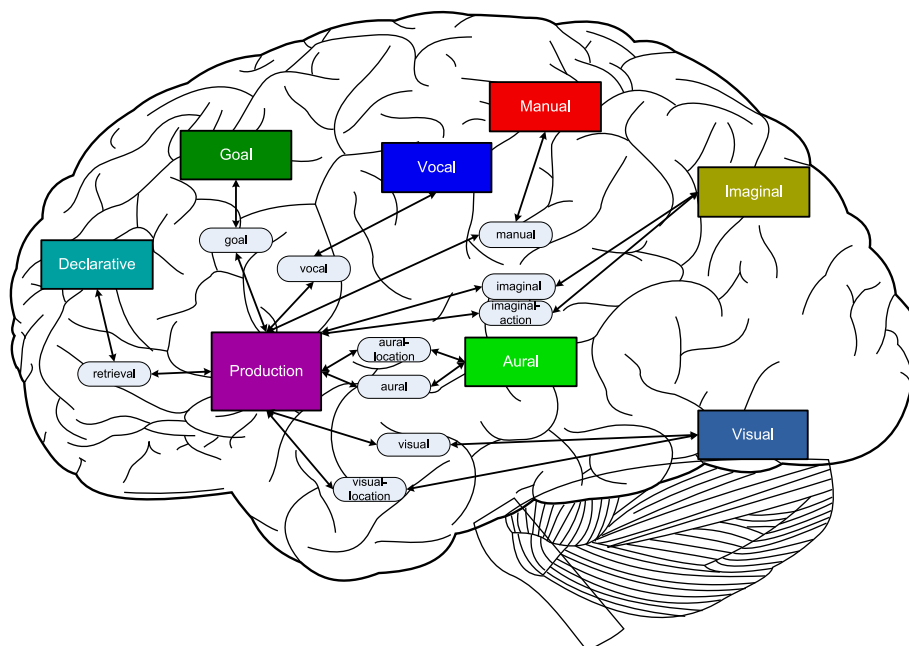 Manual
Goal
Vocal
Imaginal
goal
manual
Declarative
vocal
imaginal
imaginal-
action
Production
aural-
location
Aural
retrieval
aural
visual
Visual
visual-
location